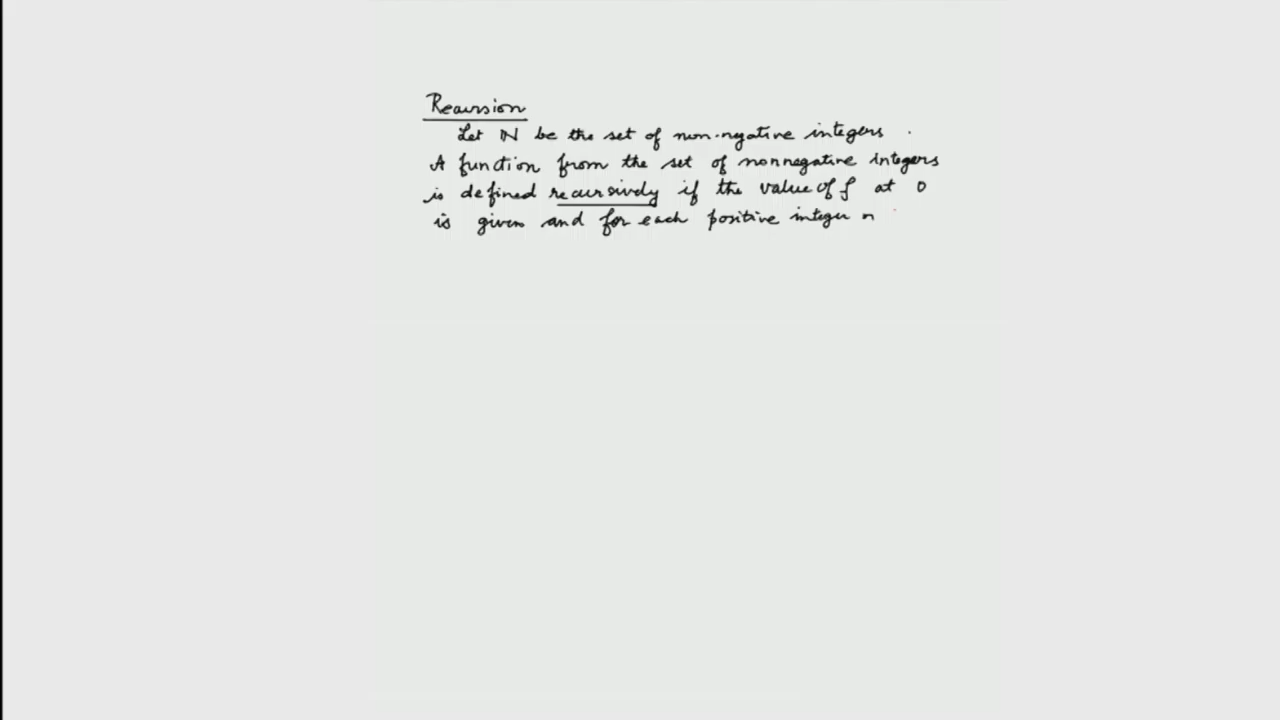 Recursion
Let ℕ be the set of non-negative integers .
A function from the set of nonnegative integers
is defined recursively if the value of f at 0
is given and for each positive integer n